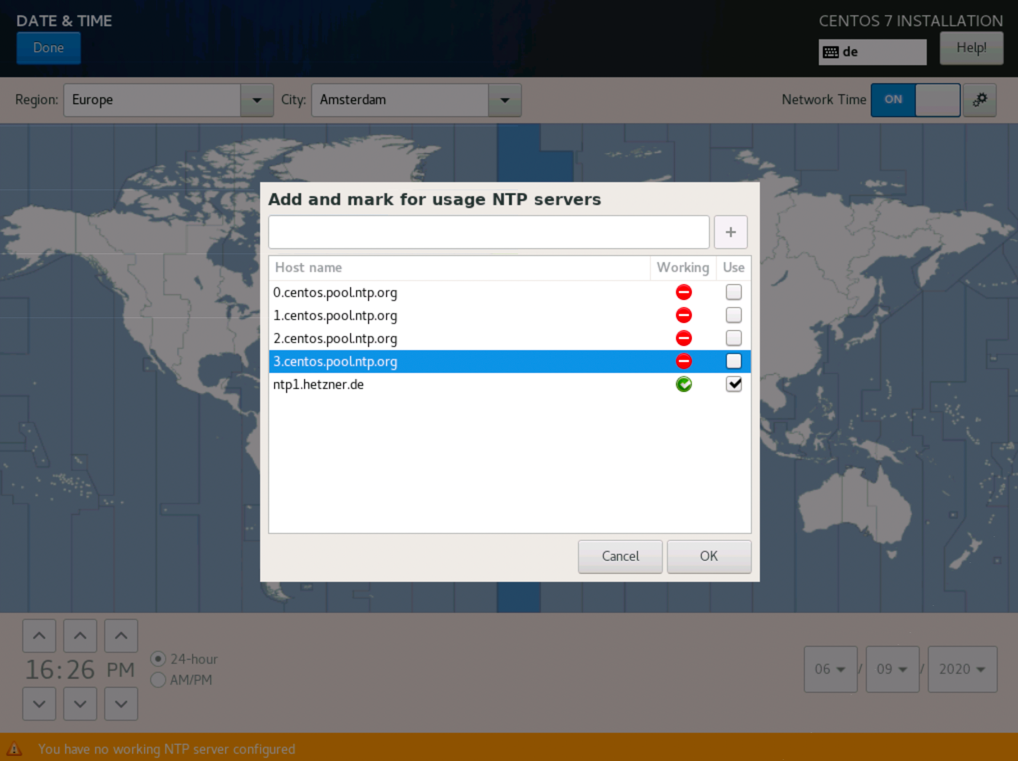 DATE & TIME
CENTOS 7 INSTALLATION
Done
de
Help!
Region: Europe City: Amsterdam Network Time ON
Add and mark for usage NTP servers
+
Host name Working Use
0.centos.pool.ntp.org
1.centos.pool.ntp.org
2.centos.pool.ntp.org
3.centos.pool.ntp.org
ntp1.hetzner.de
Cancel OK
16:26 PM
24-hour
AM/PM
06 / 09 / 2020
You have no working NTP server configured